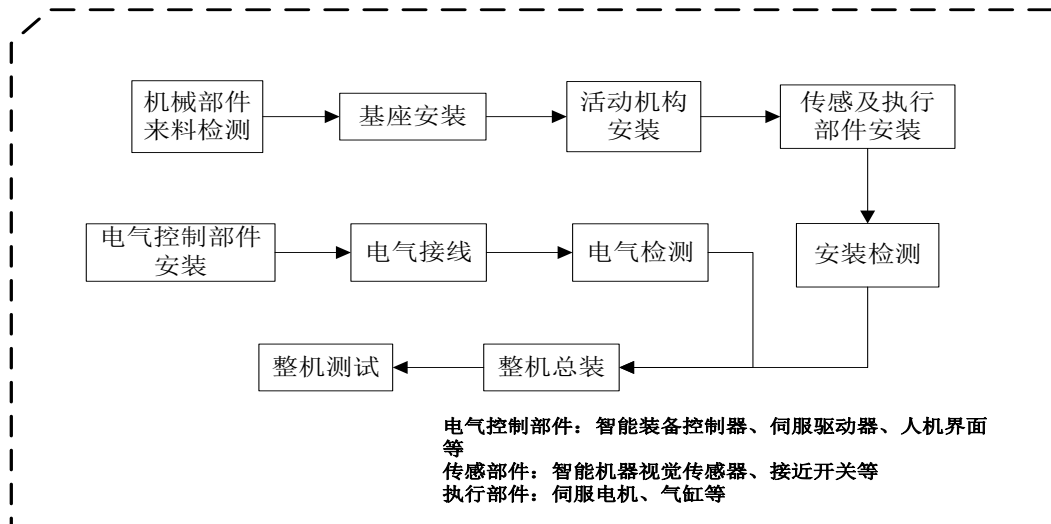 机械部件
来料检测
基座安装
活动机构
安装
传感及执行
部件安装
电气控制部件
安装
电气接线
电气检测
安装检测
整机测试
整机总装
电气控制部件：智能装备控制器、伺服驱动器、人机界面
等
传感部件：智能机器视觉传感器、接近开关等
执行部件：伺服电机、气缸等